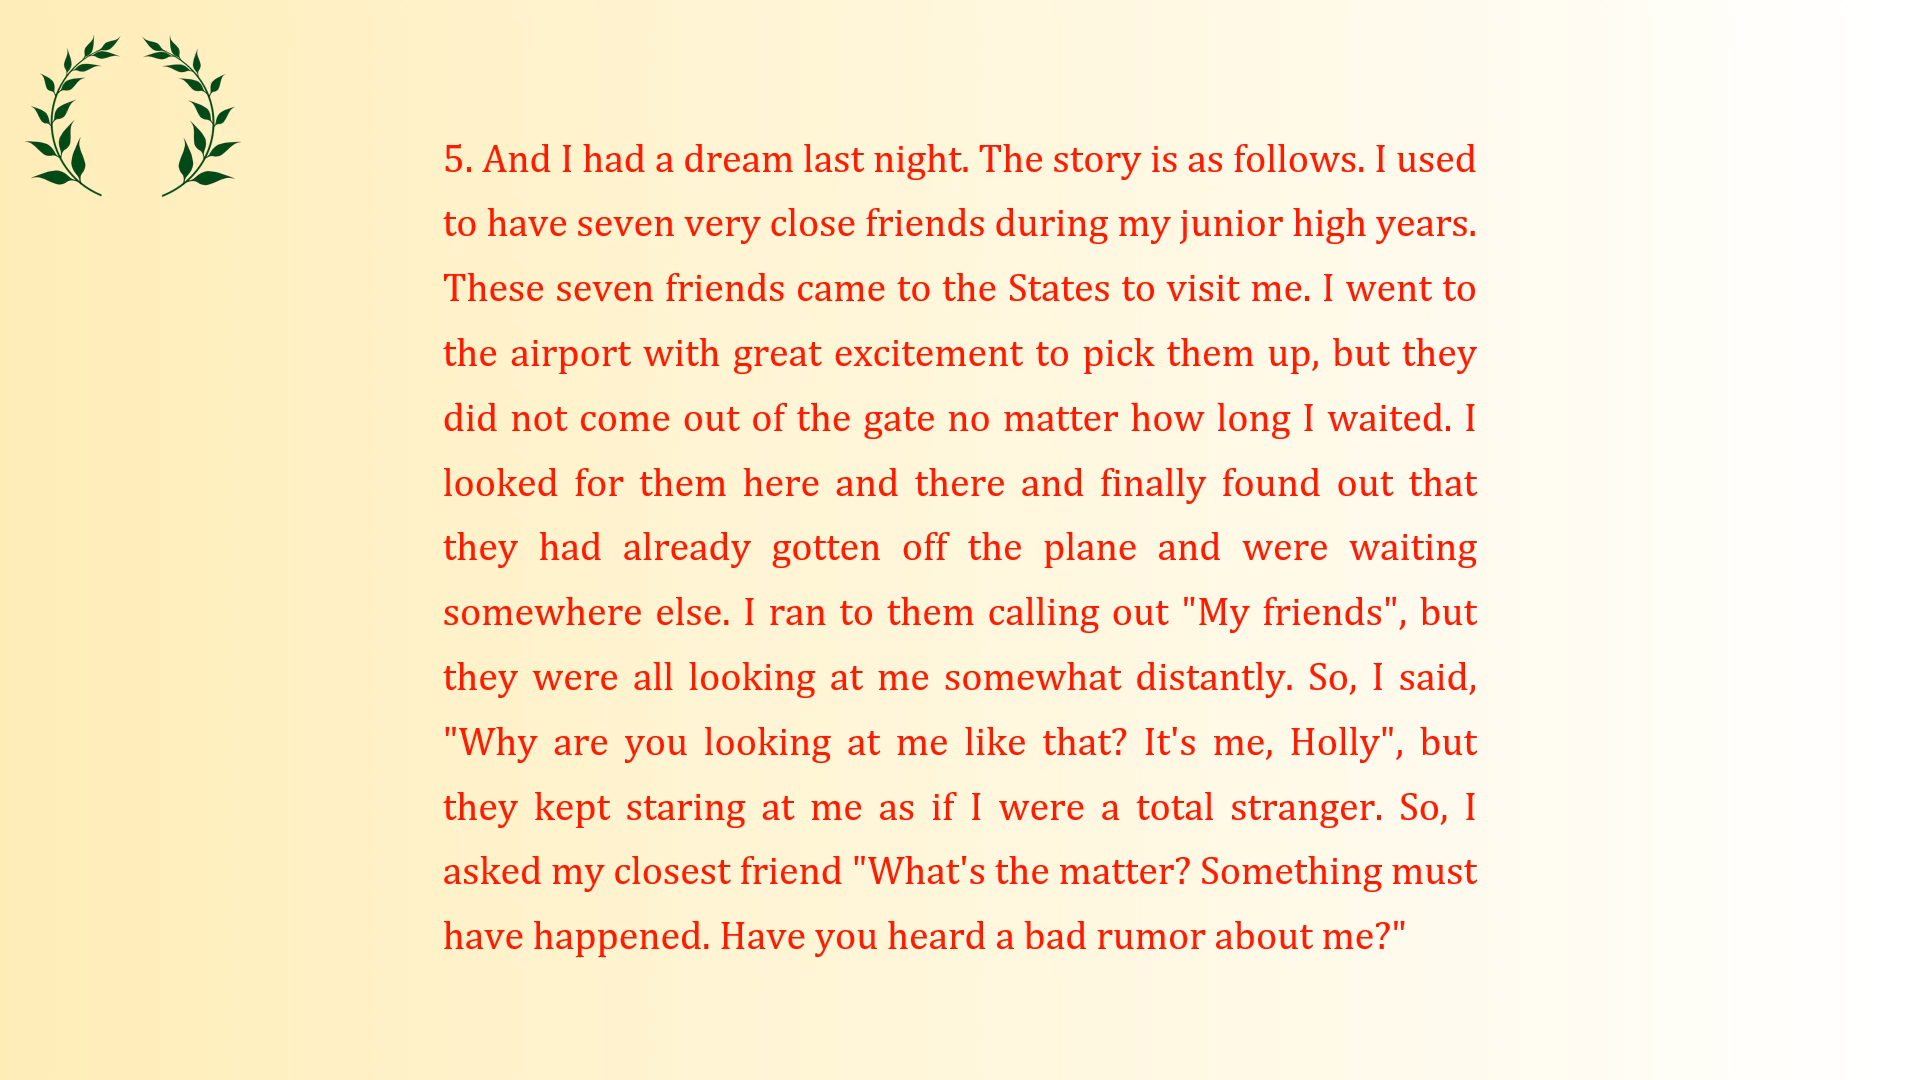 5. And I had a dream last night. The story is as follows. I used
to have seven very close friends during my junior high years.
These seven friends came to the States to visit me. I went to
the airport with great excitement to pick them up, but they
did not come out of the gate no matter how long I waited. I
looked for them here and there and finally found out that
they had already gotten off the plane and were waiting
somewhere else. I ran to them calling out "My friends", but
they were all looking at me somewhat distantly. So, I said,
"Why are you looking at me like that? It's me, Holly", but
they kept staring at me as if I were a total stranger. So, I
asked my closest friend "What's the matter? Something must
have happened. Have you heard a bad rumor about me?"